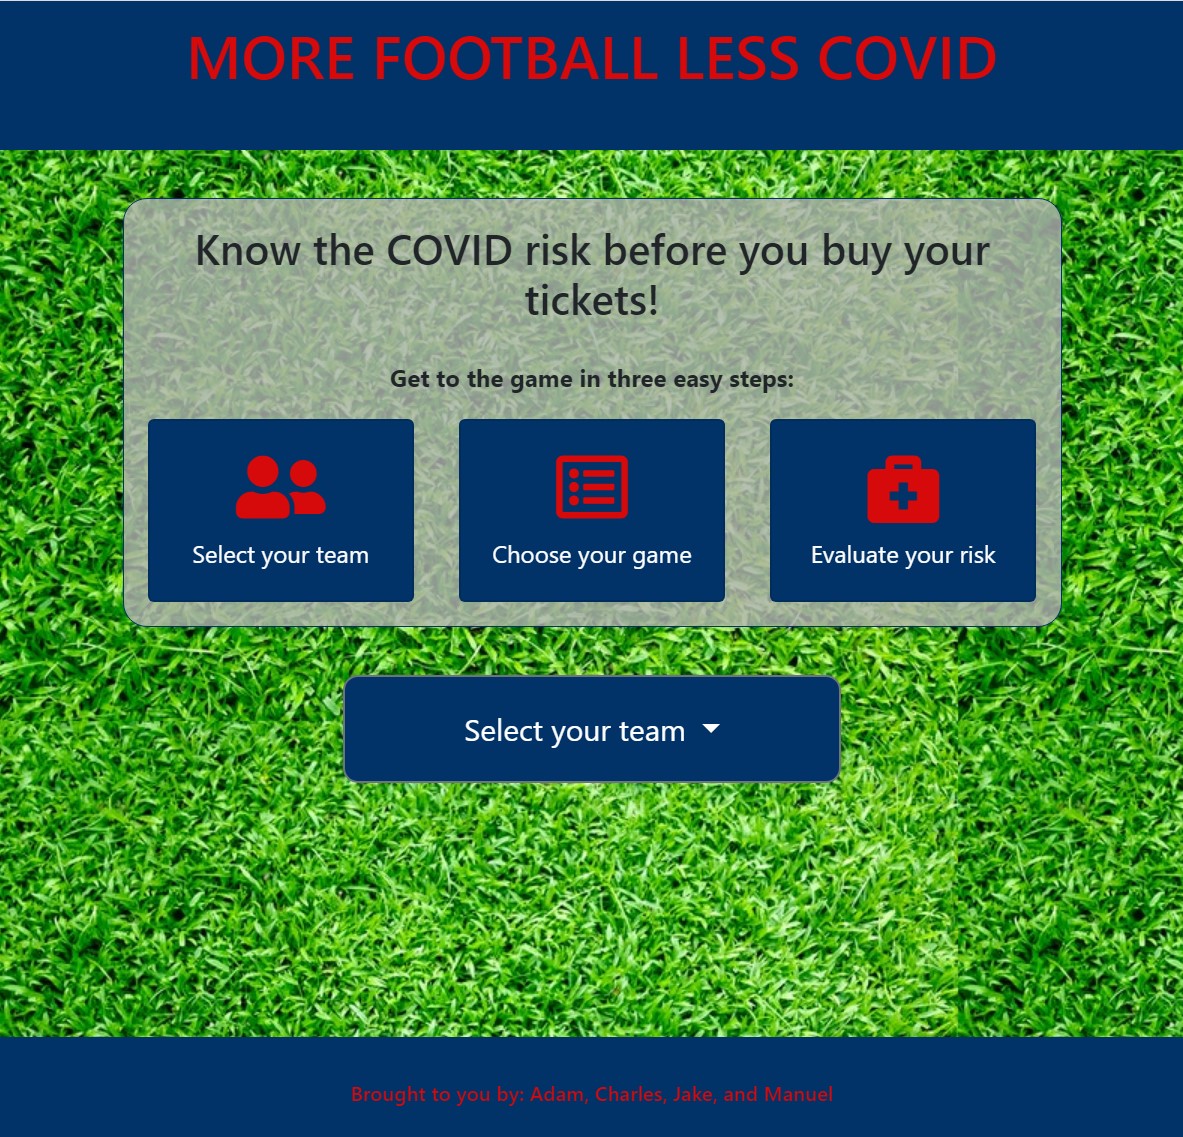 MORE FOOTBALL LESS COVID
Know the COVID risk before you buy your
tickets!
Get to the game in three easy steps:
Select your team
Choose your game
Evaluate your risk
Select your team
Brought to you by: Adam, Charles, Jake, and Manuel